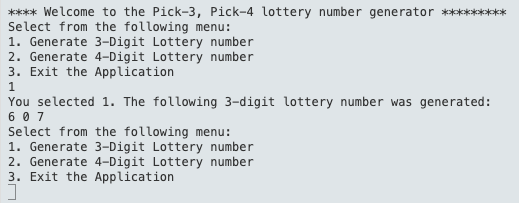 **** Welcome to the Pick-3, Pick-4 lottery number generator *********
Select from the following menu:
1. Generate 3-Digit Lottery number
2. Generate 4-Digit Lottery number
3. Exit the Application
1
You selected 1. The following 3-digit lottery number was generated:
6 0 7
Select from the following menu:
1. Generate 3-Digit Lottery number
2. Generate 4-Digit Lottery number
3. Exit the Application